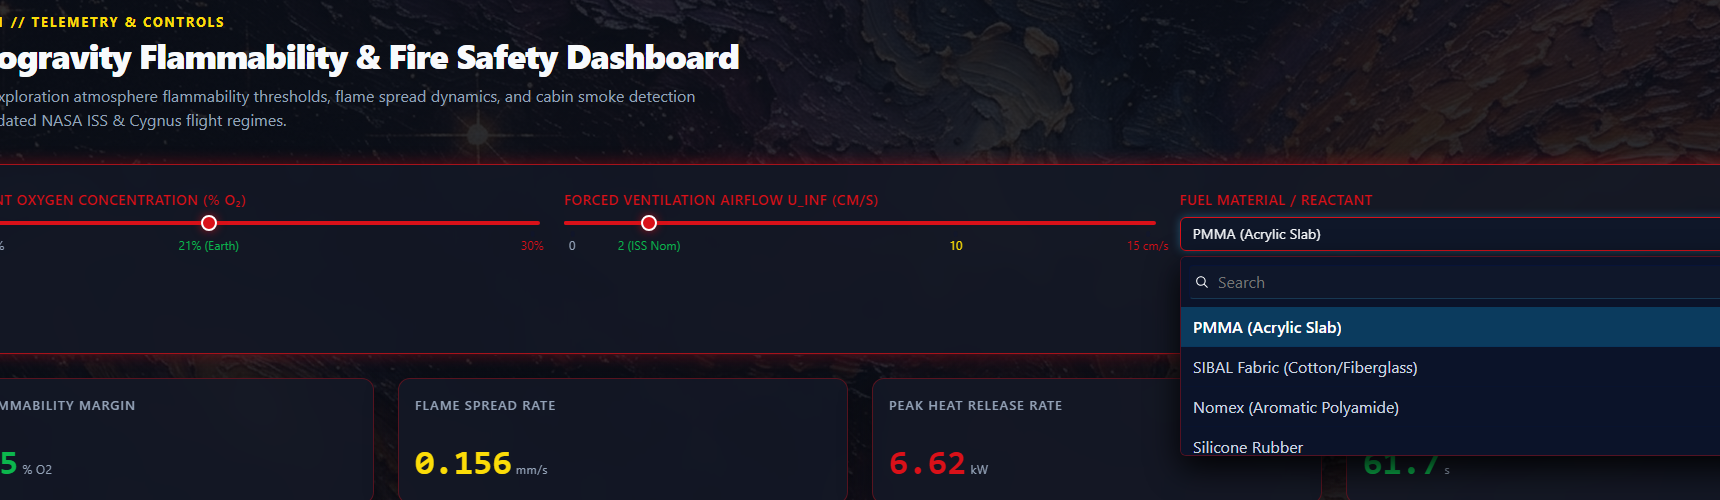 // TELEMETRY & CONTROLS
ogravity Flammability & Fire Safety Dashboard
xploration atmosphere flammability thresholds, flame spread dynamics, and cabin smoke detection
dated NASA ISS & Cygnus flight regimes.
NT OXYGEN CONCENTRATION (% O₂)
FORCED VENTILATION AIRFLOW U_INF (CM/S)
FUEL MATERIAL / REACTANT
PMMA (Acrylic Slab)
% 21% (Earth) 30%
0 2 (ISS Nom) 10 15 cm/s
Search
PMMA (Acrylic Slab)
SIBAL Fabric (Cotton/Fiberglass)
Nomex (Aromatic Polyamide)
Silicone Rubber
MMABILITY MARGIN
5 % O2
FLAME SPREAD RATE
0.156 mm/s
PEAK HEAT RELEASE RATE
6.62 kW
61.7 s